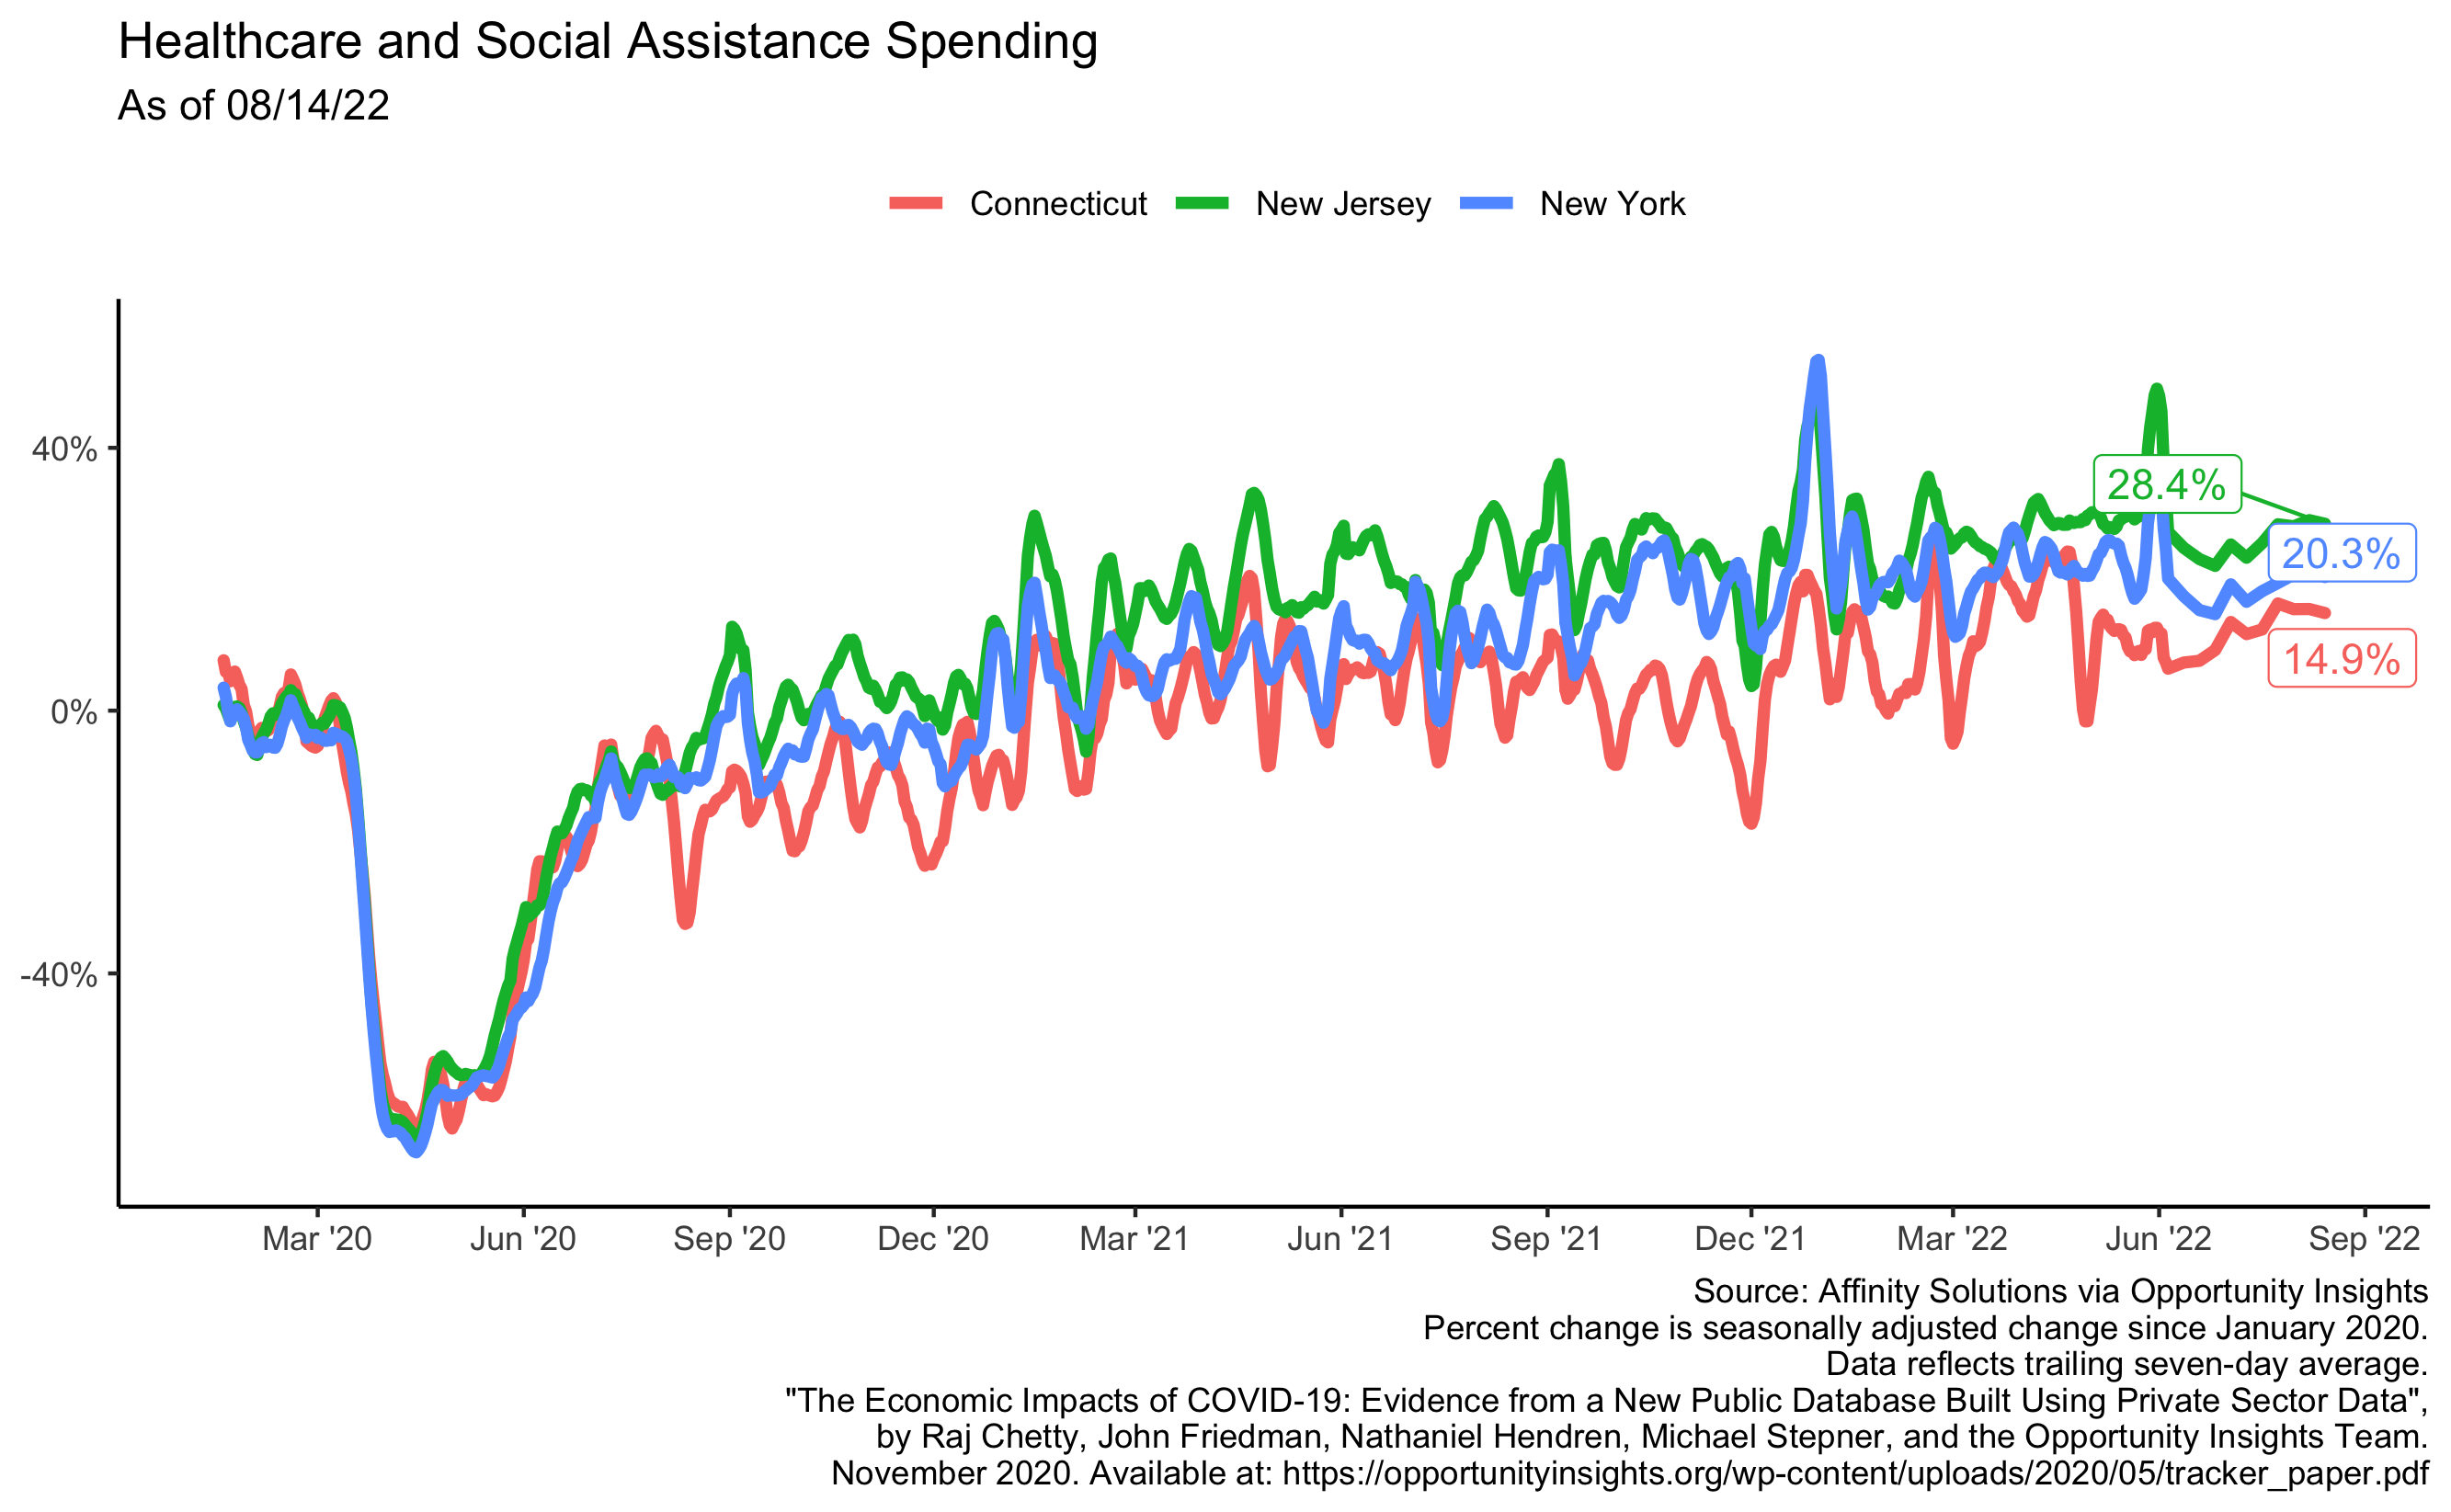 Healthcare and Social Assistance Spending
As of 08/14/22
Connecticut New Jersey New York
40%
0%
-40%
28.4%
20.3%
14.9%
Mar '20 Jun '20 Sep '20 Dec '20 Mar '21 Jun '21 Sep '21 Dec '21 Mar '22 Jun '22 Sep '22
Source: Affinity Solutions via Opportunity Insights
Percent change is seasonally adjusted change since January 2020.
Data reflects trailing seven-day average.
"The Economic Impacts of COVID-19: Evidence from a New Public Database Built Using Private Sector Data",
by Raj Chetty, John Friedman, Nathaniel Hendren, Michael Stepner, and the Opportunity Insights Team.
November 2020. Available at: https://opportunityinsights.org/wp-content/uploads/2020/05/tracker_paper.pdf